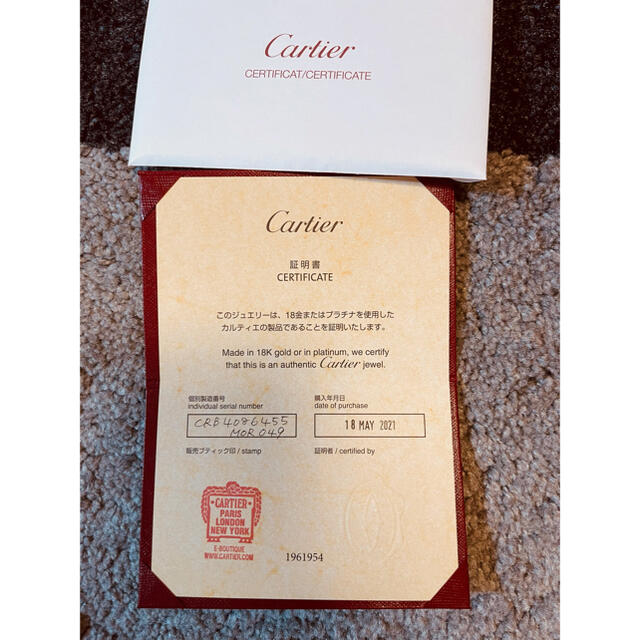 Cartier
CERTIFICAT/CERTIFICATE
Cartier
証明書
CERTIFICATE
このジュエリーは、18金またはプラチナを使用した
カルティエの製品であることを証明いたします。
Made in 18K gold or in platinum, we certify
that this is an authentic Cartier jewel.
個別製造番号
individual serial number
CRB4086455
MOR049
購入年月日
date of purchase
18 MAY 2021
販売ブティック印 / stamp
証明者 / certified by
CARTIER
PARIS
LONDON
NEW YORK
E-BOUTIQUE
WWW.CARTIER.COM
1961954